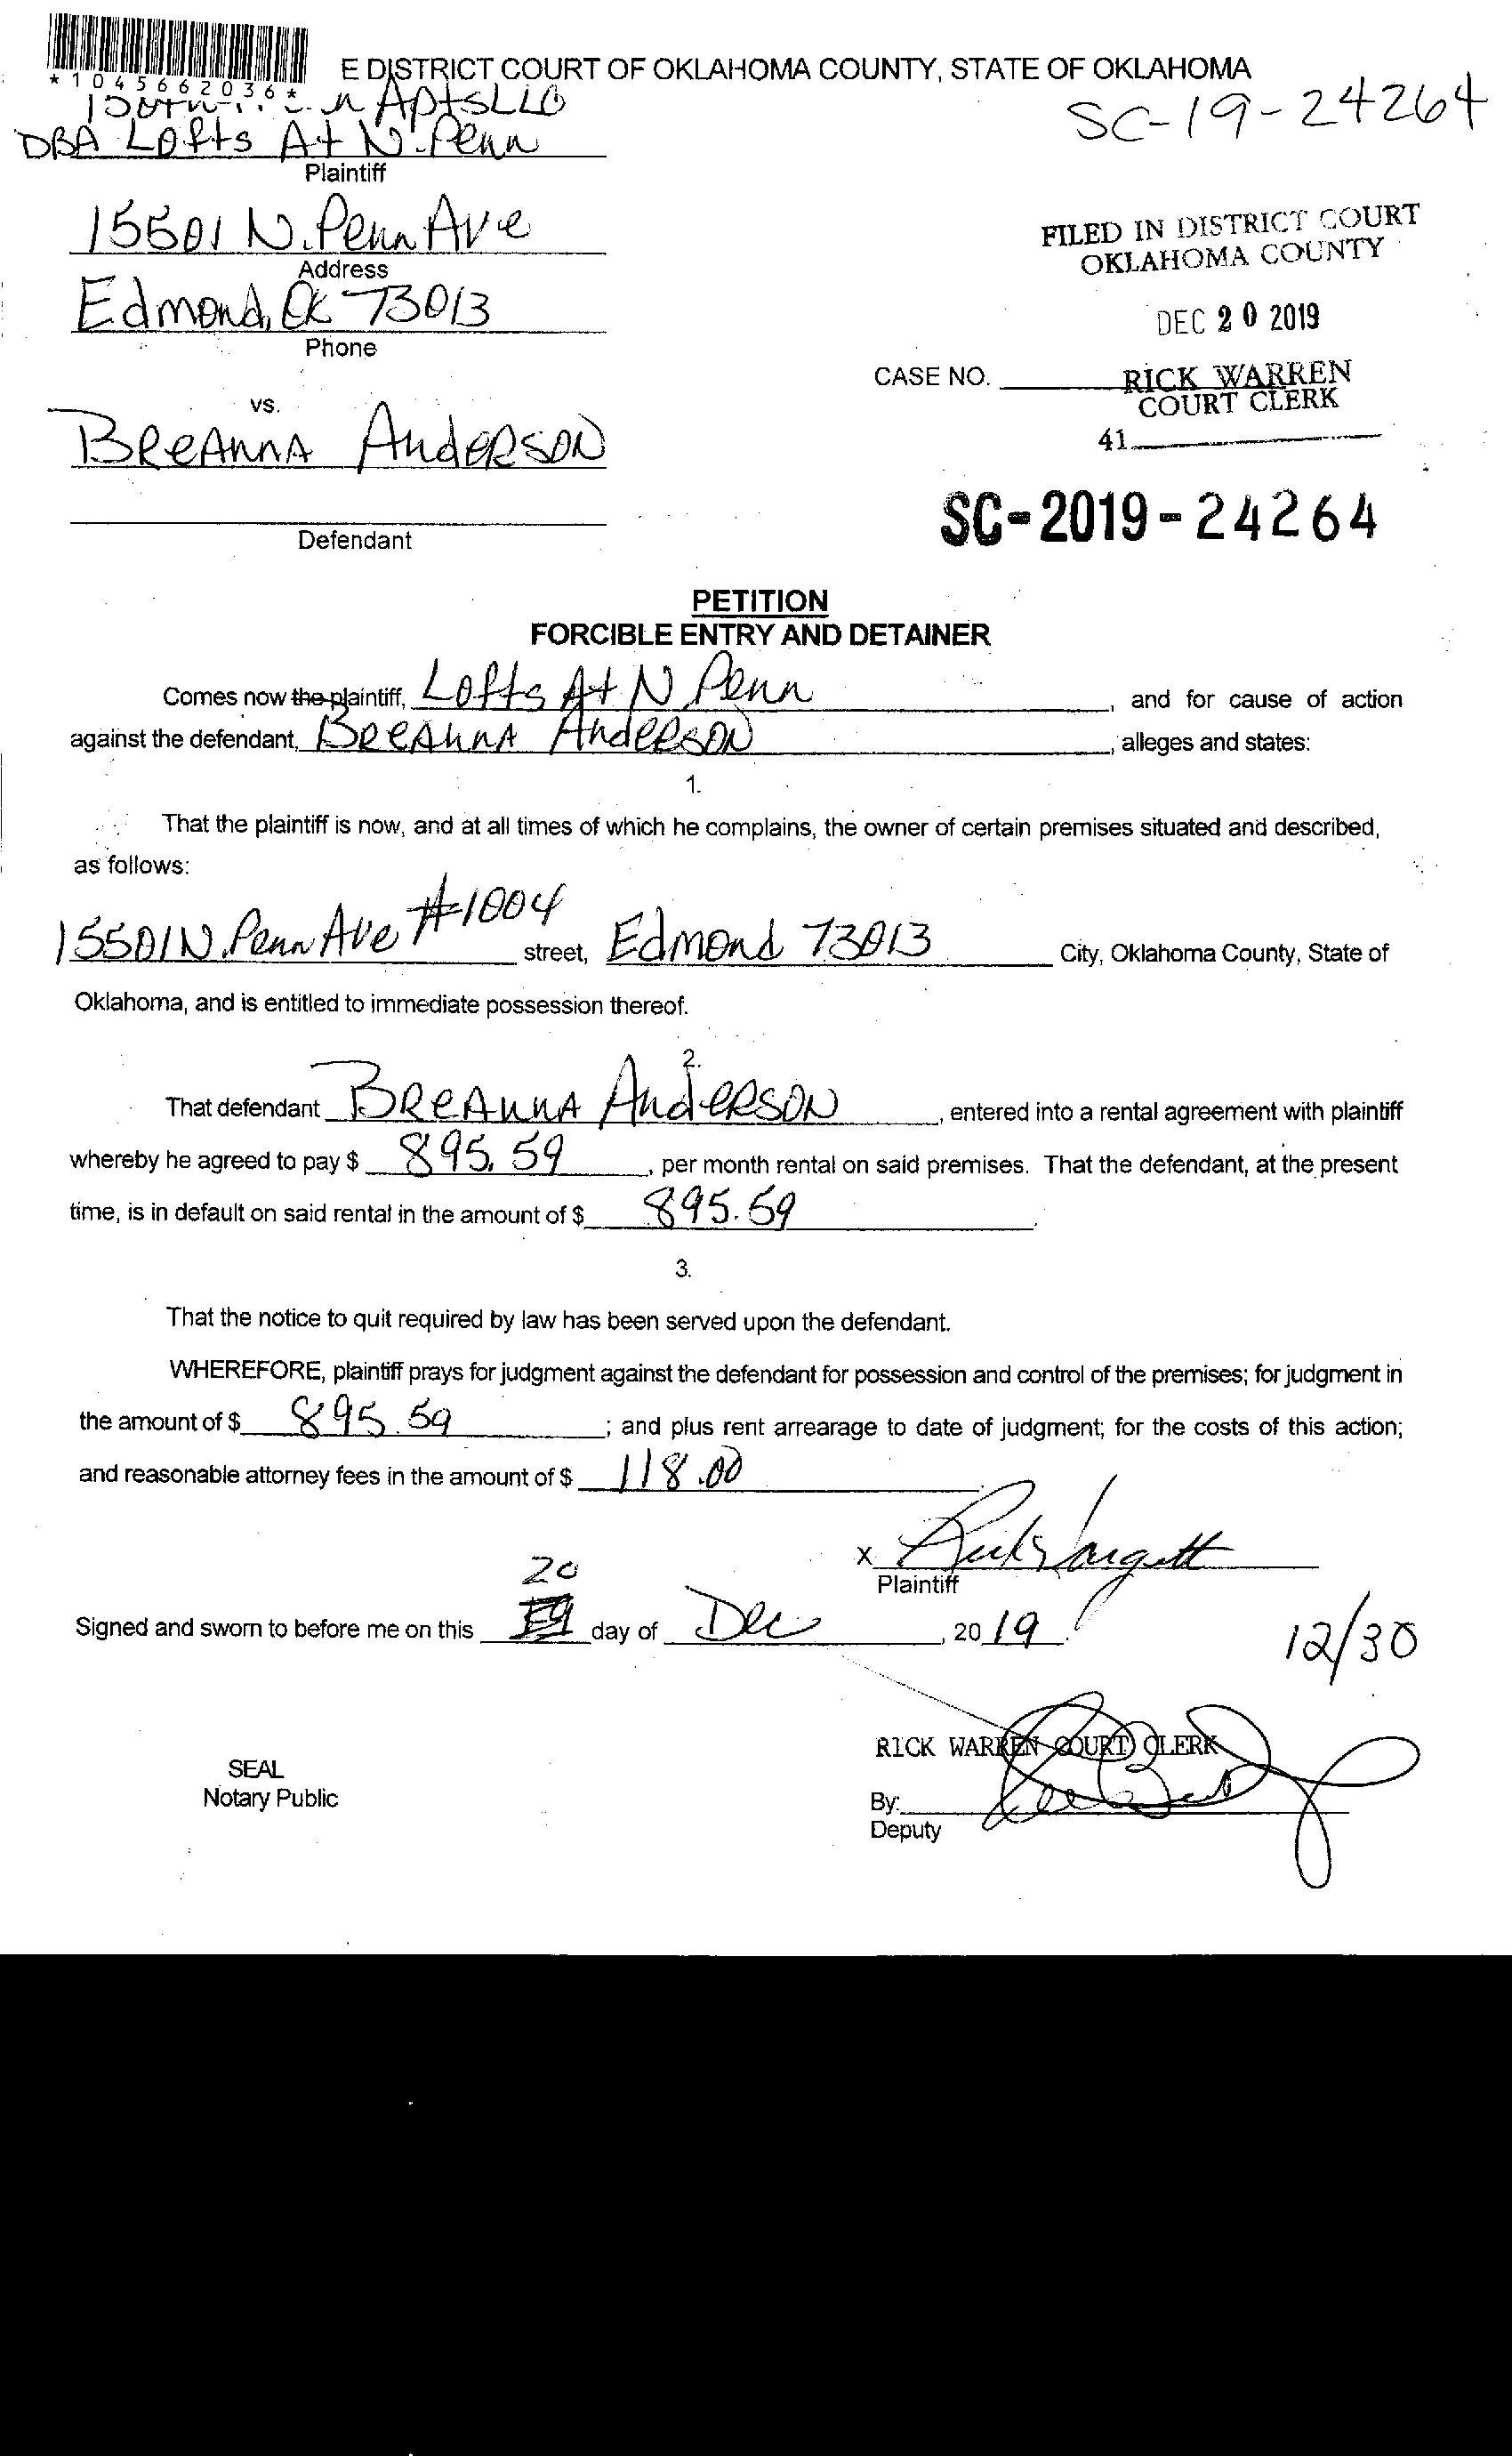 *1045662036*
E DISTRICT COURT OF OKLAHOMA COUNTY, STATE OF OKLAHOMA
Apts LLC
SC-19-24264
DBA Lofts At N. Penn
Plaintiff
15501 N. Penn Ave
FILED IN DISTRICT COURT
OKLAHOMA COUNTY
Address
Edmond, OK 73013
DEC 20 2019
Phone
CASE NO.
RICK WARREN
COURT CLERK
vs.
BReAnnA AndeRSON
41
SC-2019-24264
Defendant
PETITION
FORCIBLE ENTRY AND DETAINER
Comes now the plaintiff, Lofts At N Penn, and for cause of action
against the defendant, BReAnnA AndeRSON, alleges and states:
1.
That the plaintiff is now, and at all times of which he complains, the owner of certain premises situated and described,
as follows:
15501 N. Penn Ave #1004 street, Edmond 73013 City, Oklahoma County, State of
Oklahoma, and is entitled to immediate possession thereof.
2.
That defendant BReAnnA AndeRSON, entered into a rental agreement with plaintiff
whereby he agreed to pay $ 895.59, per month rental on said premises. That the defendant, at the present
time, is in default on said rental in the amount of $ 895.59.
3.
That the notice to quit required by law has been served upon the defendant.
WHEREFORE, plaintiff prays for judgment against the defendant for possession and control of the premises; for judgment in
the amount of $ 895.59; and plus rent arrearage to date of judgment; for the costs of this action;
and reasonable attorney fees in the amount of $ 118.00.
20
X
Plaintiff
Signed and sworn to before me on this day of Dec, 2019.
12/30
RICK WARREN COURT CLERK
SEAL
Notary Public
By:
Deputy